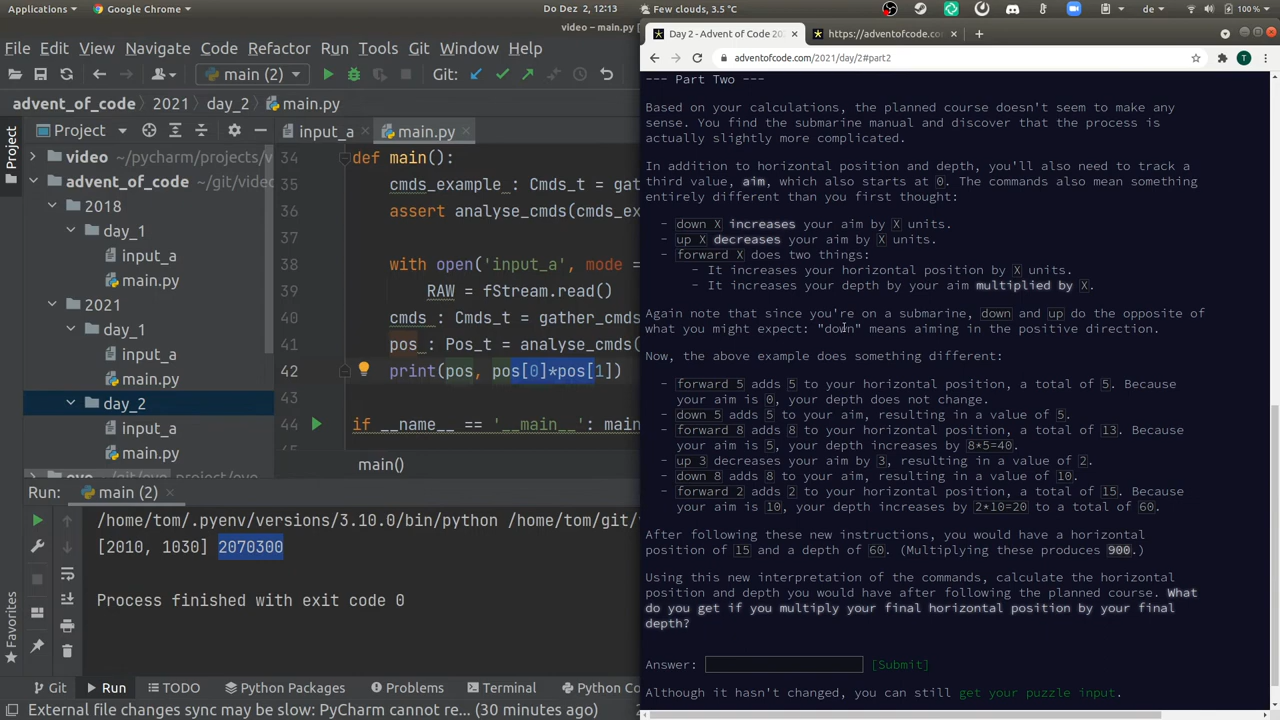 Applications Google Chrome Do Dez 2, 12:13 Few clouds, 3.5 °C de 100 %
video – main.py
File Edit View Navigate Code Refactor Run Tools Git Window Help
main (2) Git:
advent_of_code 2021 day_2 main.py
Project
Project
input_a main.py
video ~/pycharm/projects/v
advent_of_code ~/git/video
2018
day_1
input_a
main.py
2021
day_1
input_a
main.py
day_2
input_a
main.py
34 def main():
35 cmds_example_: Cmds_t = gath
36 assert analyse_cmds(cmds_ex
37
38 with open('input_a', mode =
39 RAW = fStream.read()
40 cmds_: Cmds_t = gather_cmds
41 pos_: Pos_t = analyse_cmds(
42 print(pos, pos[0]*pos[1])
43
44 if __name__ == '__main__': main
main()
Run: main (2)
/home/tom/.pyenv/versions/3.10.0/bin/python /home/tom/git/
[2010, 1030] 2070300
Process finished with exit code 0
Structure
Favorites
Git Run TODO Python Packages Problems Terminal Python Co
External file changes sync may be slow: PyCharm cannot re... (30 minutes ago)
Day 2 - Advent of Code 202 https://adventofcode.co
adventofcode.com/2021/day/2#part2 T
--- Part Two ---
Based on your calculations, the planned course doesn't seem to make any
sense. You find the submarine manual and discover that the process is
actually slightly more complicated.
In addition to horizontal position and depth, you'll also need to track a
third value, aim, which also starts at 0. The commands also mean something
entirely different than you first thought:
- down X increases your aim by X units.
- up X decreases your aim by X units.
- forward X does two things:
- It increases your horizontal position by X units.
- It increases your depth by your aim multiplied by X.
Again note that since you're on a submarine, down and up do the opposite of
what you might expect: "down" means aiming in the positive direction.
Now, the above example does something different:
- forward 5 adds 5 to your horizontal position, a total of 5. Because
your aim is 0, your depth does not change.
- down 5 adds 5 to your aim, resulting in a value of 5.
- forward 8 adds 8 to your horizontal position, a total of 13. Because
your aim is 5, your depth increases by 8*5=40.
- up 3 decreases your aim by 3, resulting in a value of 2.
- down 8 adds 8 to your aim, resulting in a value of 10.
- forward 2 adds 2 to your horizontal position, a total of 15. Because
your aim is 10, your depth increases by 2*10=20 to a total of 60.
After following these new instructions, you would have a horizontal
position of 15 and a depth of 60. (Multiplying these produces 900.)
Using this new interpretation of the commands, calculate the horizontal
position and depth you would have after following the planned course. What
do you get if you multiply your final horizontal position by your final
depth?
Answer: [Submit]
Although it hasn't changed, you can still get your puzzle input.